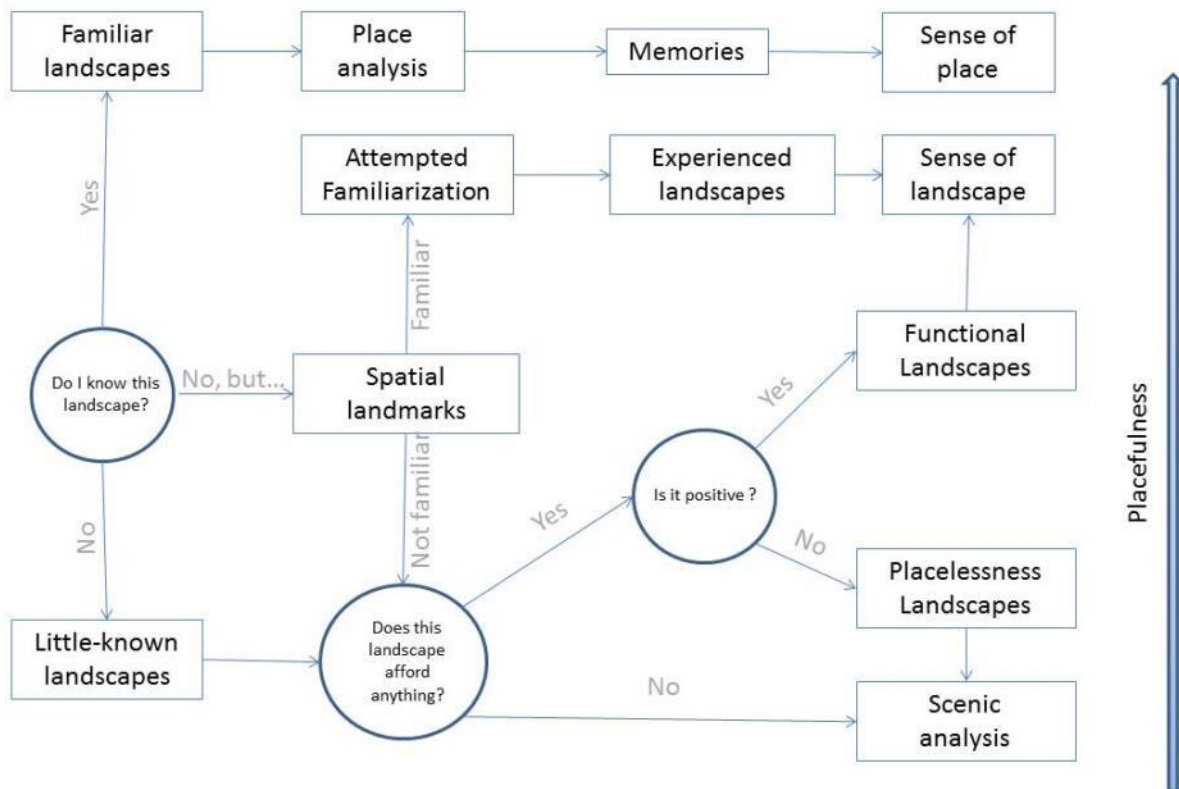 Familiar
landscapes
Place
analysis
Memories
Sense of
place
Attempted
Familiarization
Experienced
landscapes
Sense of
landscape
Yes
Familiar
Do I know this
landscape?
No, but...
Spatial
landmarks
Functional
Landscapes
Yes
Is it positive ?
Placefulness
No
Not familiar
Yes
No
Placelessness
Landscapes
Little-known
landscapes
Does this
landscape
afford
anything?
No
Scenic
analysis